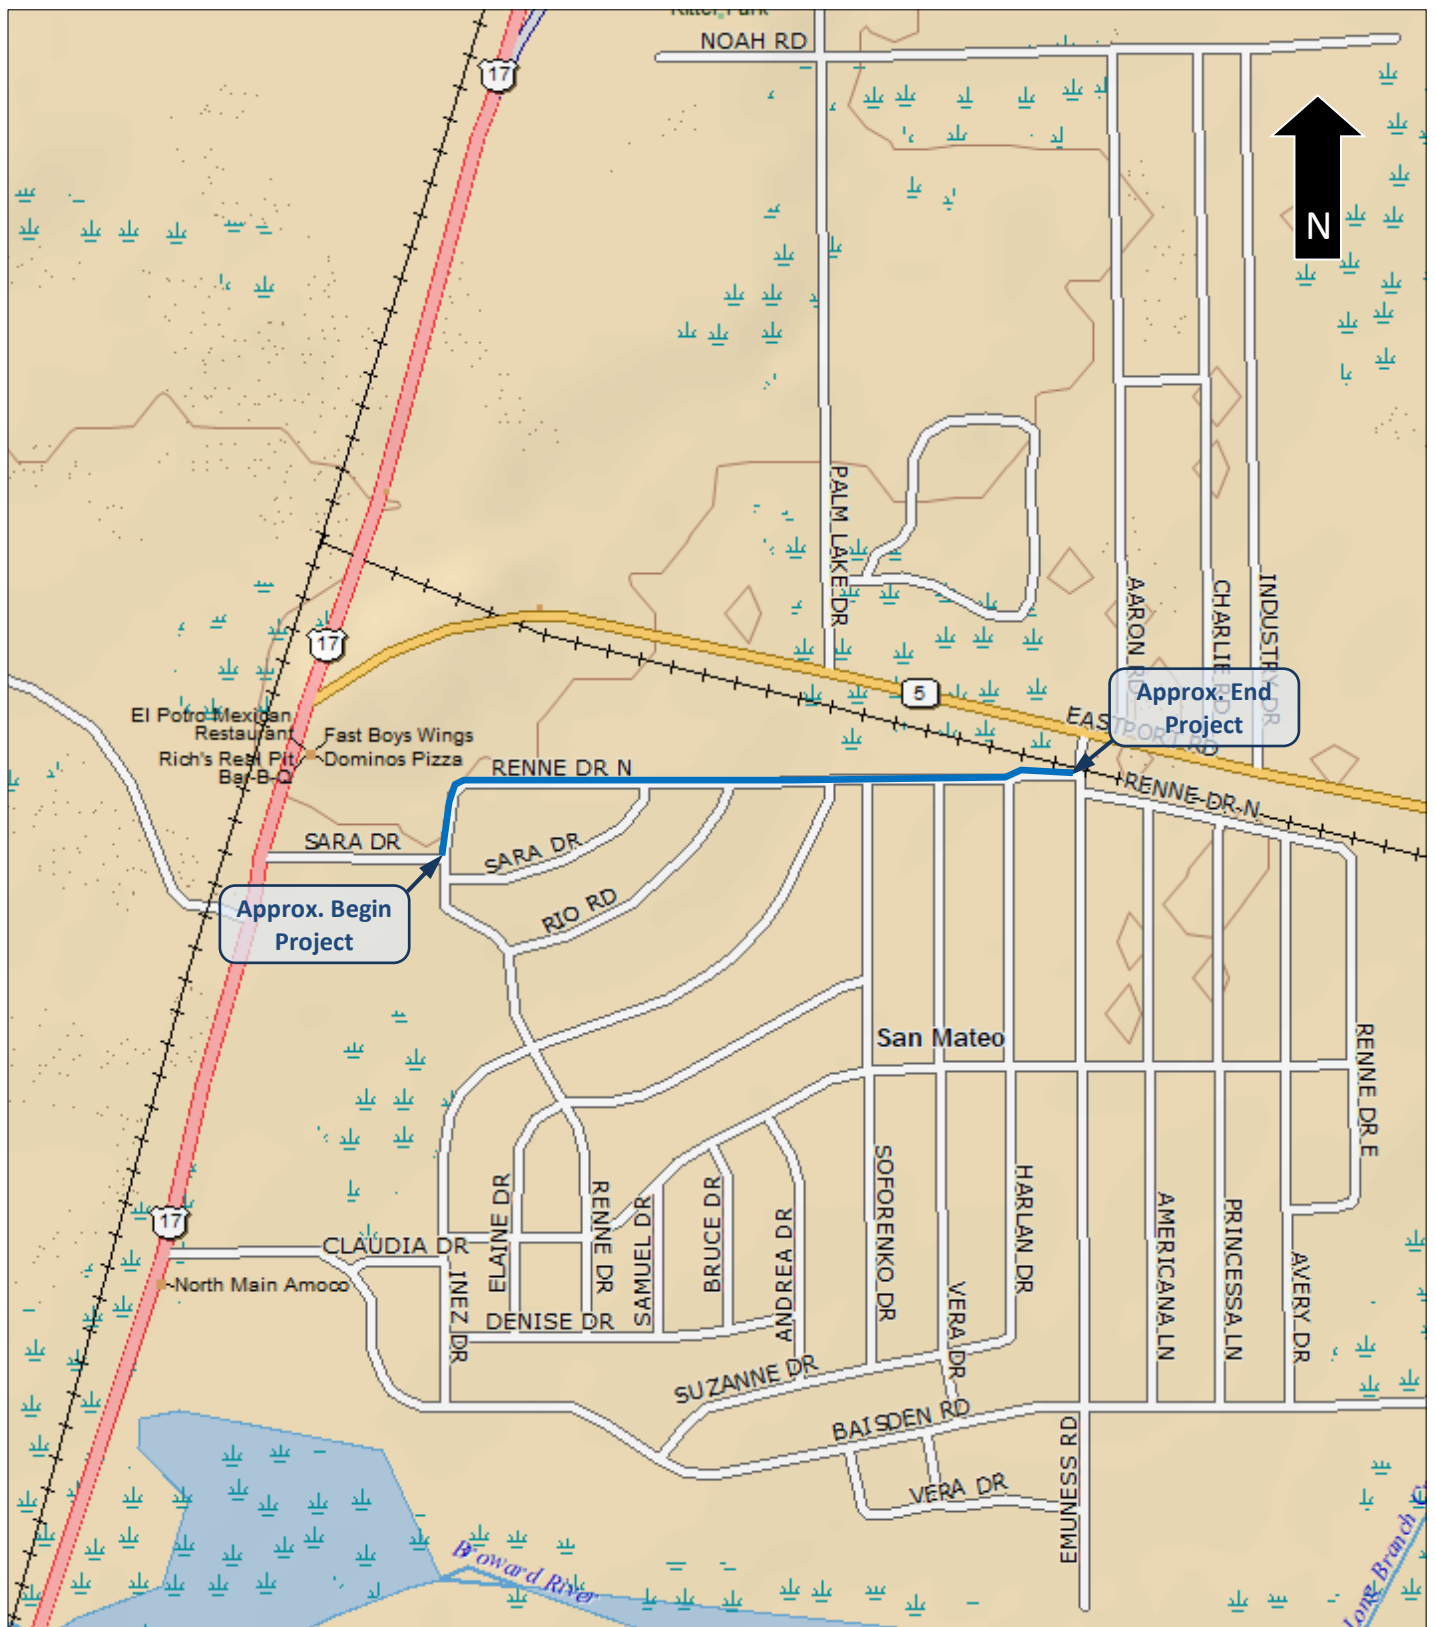 Ritter Park
NOAH RD
17
N
PALM LAKE DR
AARON RD
CHARLIE RD
INDUSTRY DR
17
5
Approx. End
Project
EASTPORT RD
El Potro Mexican
Restaurant
Fast Boys Wings
Rich's Real Pit
Bar-B-Q
Dominos Pizza
RENNE DR N
RENNE DR N
SARA DR
SARA DR
Approx. Begin
Project
RIO RD
San Mateo
RENNE DR E
17
CLAUDIA DR
North Main Amoco
INEZ DR
ELAINE DR
RENNE DR
SAMUEL DR
BRUCE DR
ANDREA DR
SOFORENKO DR
VERA DR
HARLAN DR
AMERICANA LN
PRINCESSA LN
AVERY DR
DENISE DR
SUZANNE DR
BAISDEN RD
EMUNESS RD
VERA DR
Broward River
Long Branch